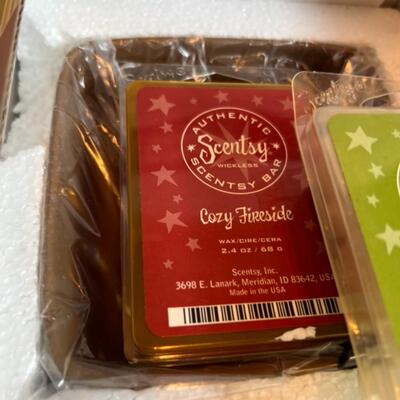 AUTHENTIC
Scentsy
WICKLESS
SCENTSY BAR
Cozy Fireside
WAX/CIRE/CERA
2.4 oz / 68 g
Scentsy, Inc.
3698 E. Lanark, Meridian, ID 83642, USA
Made in the USA